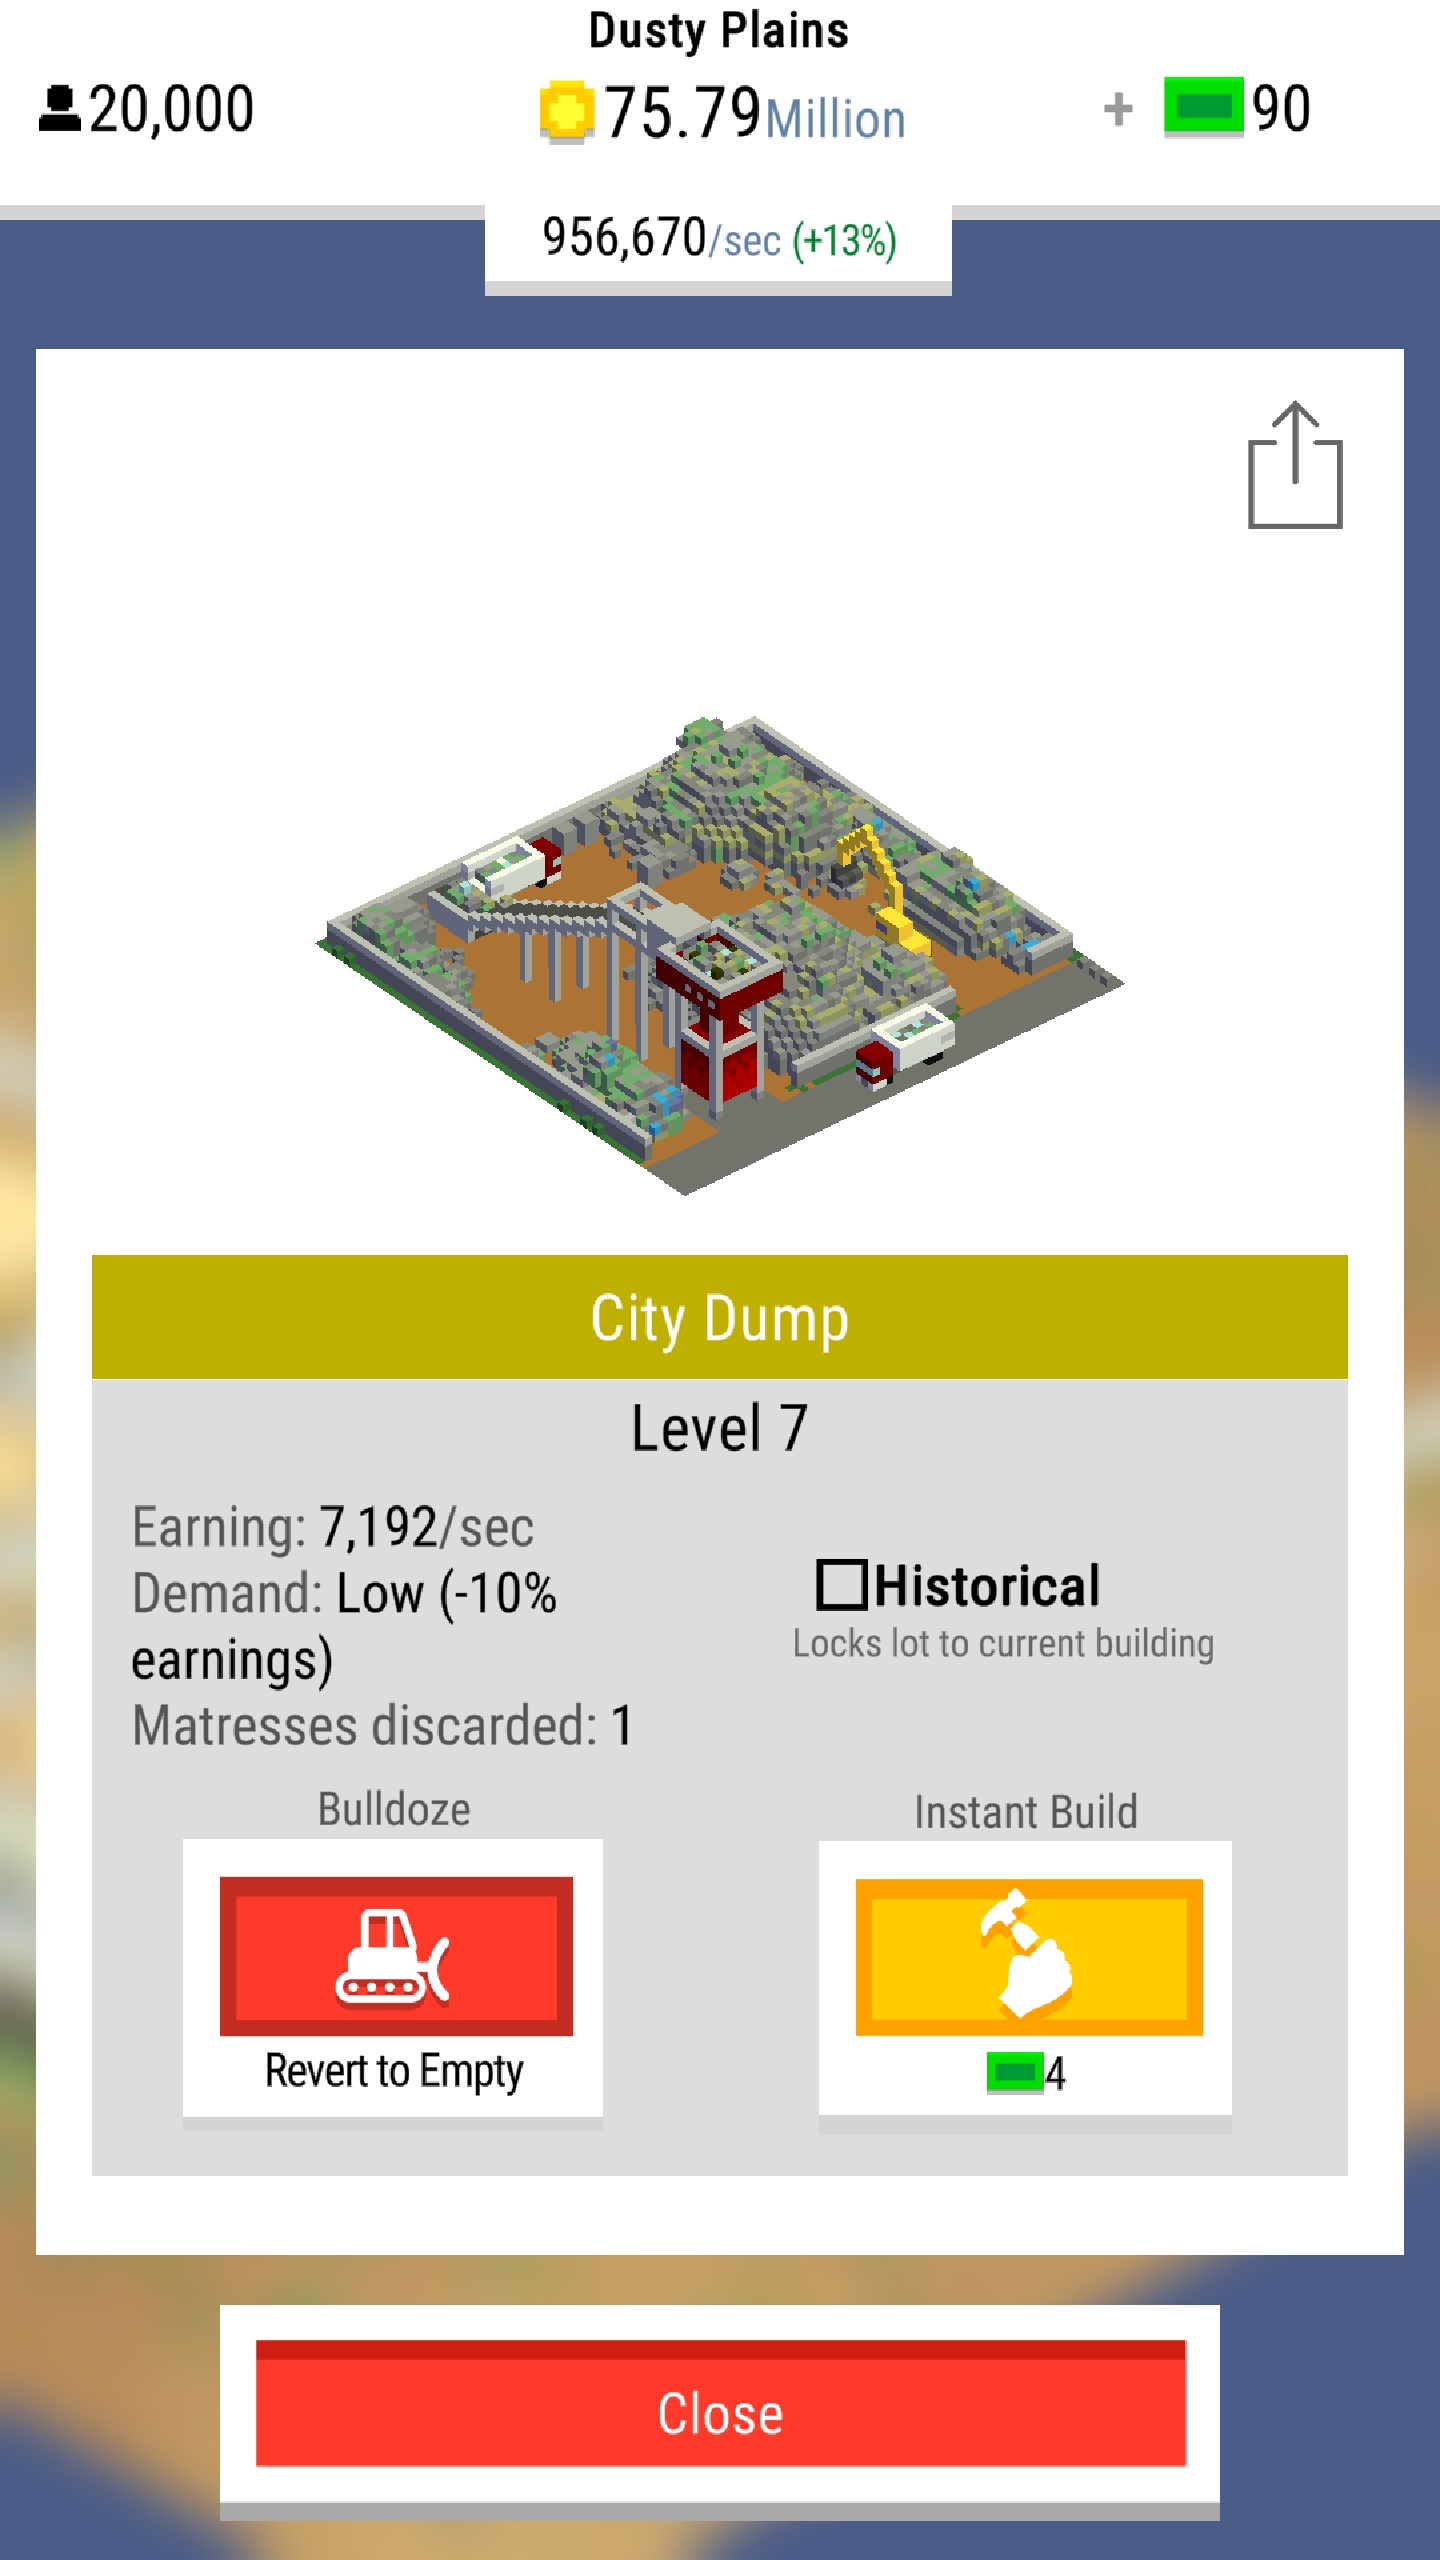 Dusty Plains
20,000
75.79Million
+ 90
956,670/sec (+13%)
City Dump
Level 7
Earning: 7,192/sec
Demand: Low (-10%
earnings)
Matresses discarded: 1
Historical
Locks lot to current building
Bulldoze
Revert to Empty
Instant Build
4
Close